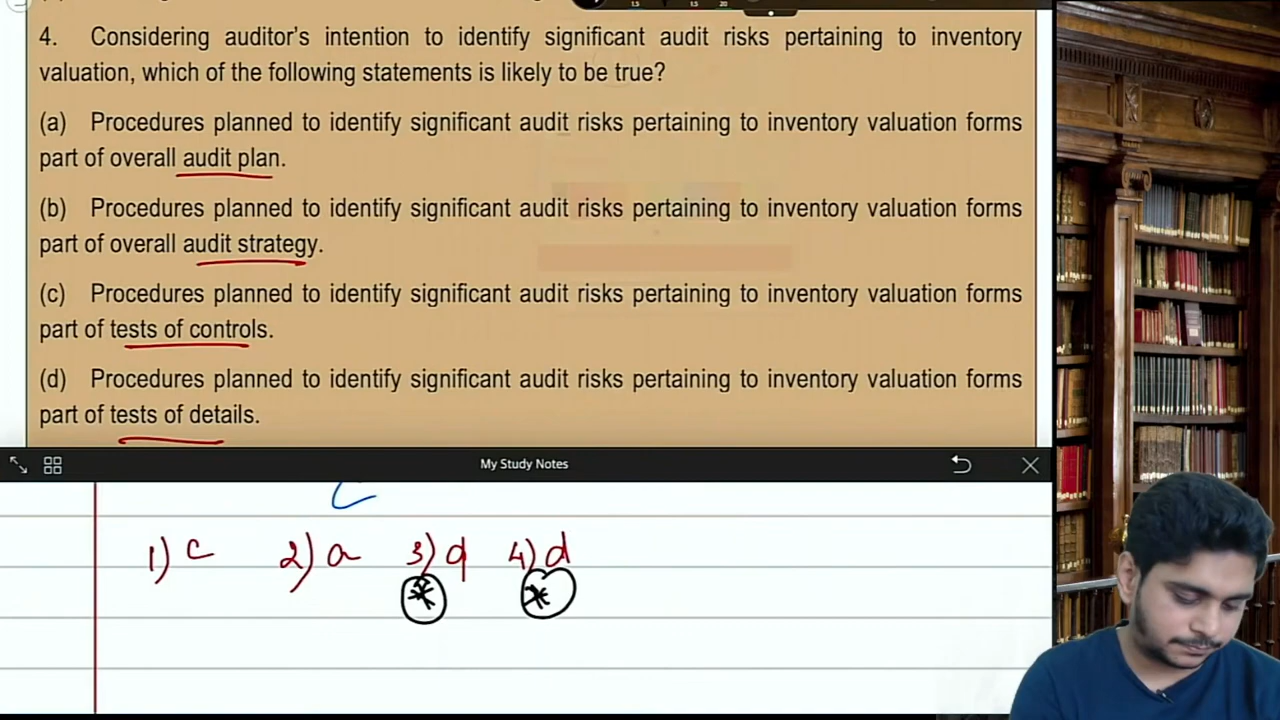 1.5 1.5 20
4. Considering auditor's intention to identify significant audit risks pertaining to inventory
valuation, which of the following statements is likely to be true?
(a) Procedures planned to identify significant audit risks pertaining to inventory valuation forms
part of overall audit plan.
(b) Procedures planned to identify significant audit risks pertaining to inventory valuation forms
part of overall audit strategy.
(c) Procedures planned to identify significant audit risks pertaining to inventory valuation forms
part of tests of controls.
(d) Procedures planned to identify significant audit risks pertaining to inventory valuation forms
part of tests of details.
My Study Notes
1) c 2) a 3) d 4) d